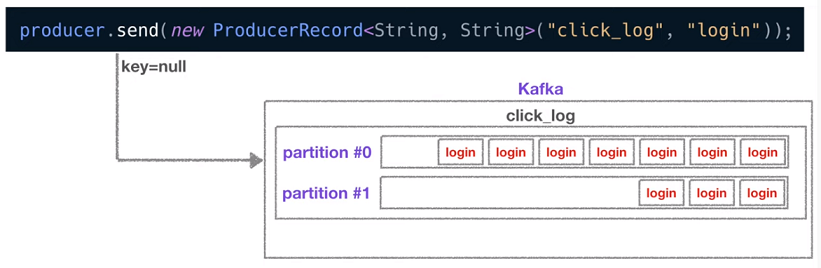 producer.send(new ProducerRecord<String, String>("click_log", "login"));
key=null
Kafka
click_log
partition #0 login login login login login login login
partition #1 login login login